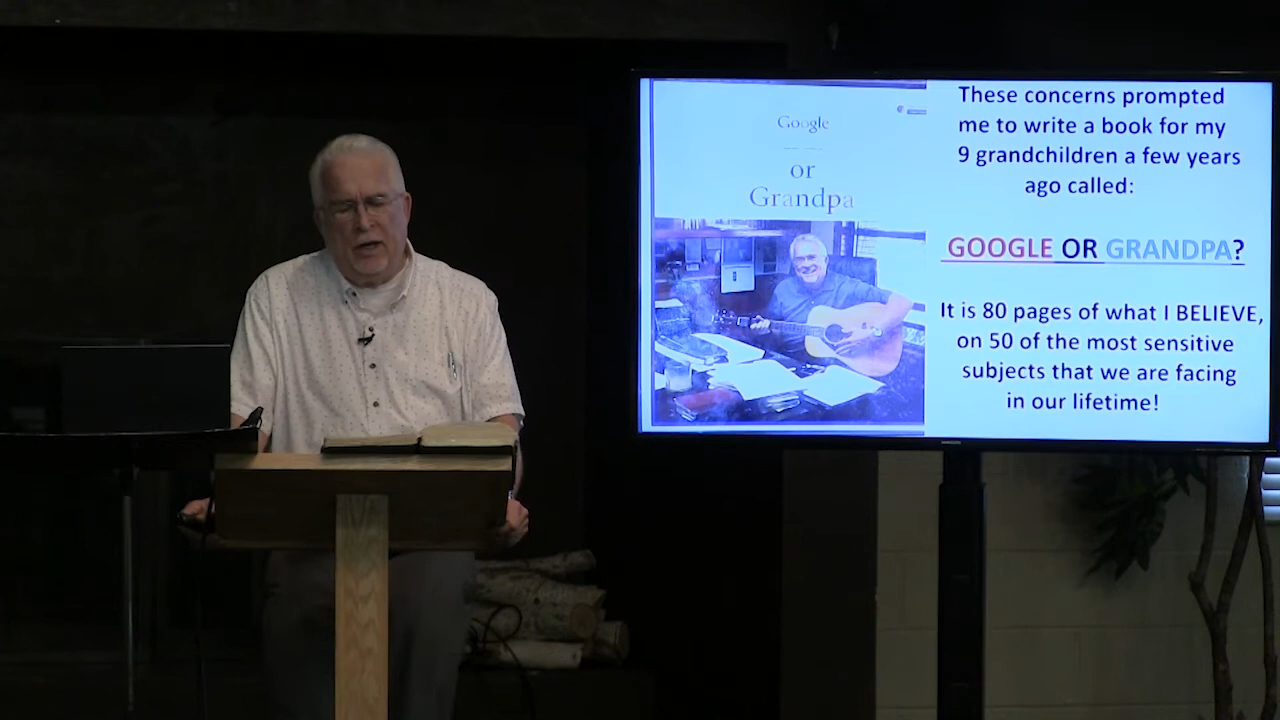 Google
or
Grandpa
These concerns prompted
me to write a book for my
9 grandchildren a few years
ago called:
GOOGLE OR GRANDPA?
It is 80 pages of what I BELIEVE,
on 50 of the most sensitive
subjects that we are facing
in our lifetime!